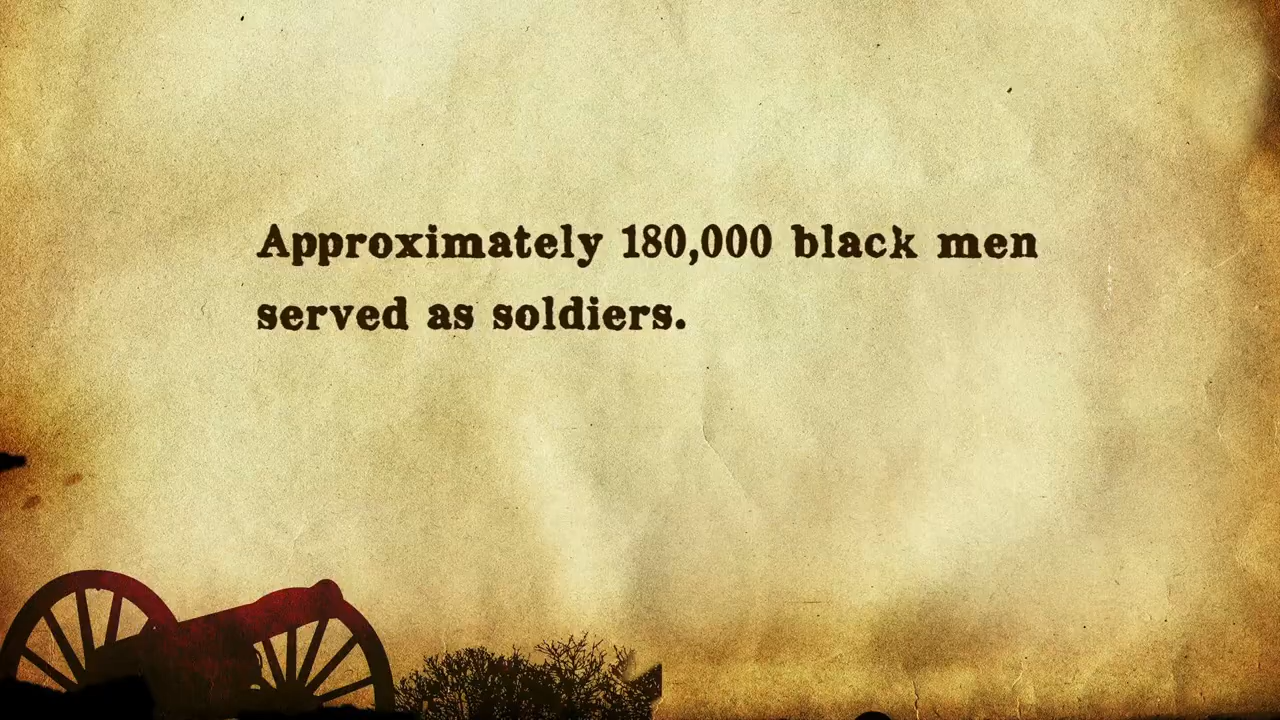 Approximately 180,000 black men
served as soldiers.